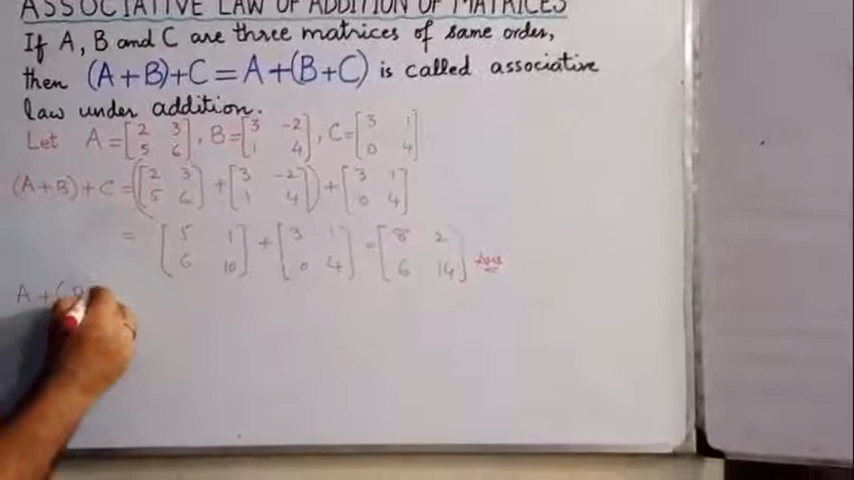 ASSOCIATIVE LAW OF ADDITION OF MATRICES
If A, B and C are three matrices of same order,
then (A+B)+C = A+(B+C) is called associative
law under addition.
Let A = [2 3; 5 6], B = [3 -2; 1 4], C = [3 1; 0 4]
(A+B)+C = ([2 3; 5 6] + [3 -2; 1 4]) + [3 1; 0 4]
= [5 1; 6 10] + [3 1; 0 4] = [8 2; 6 14] Ans
A + (B